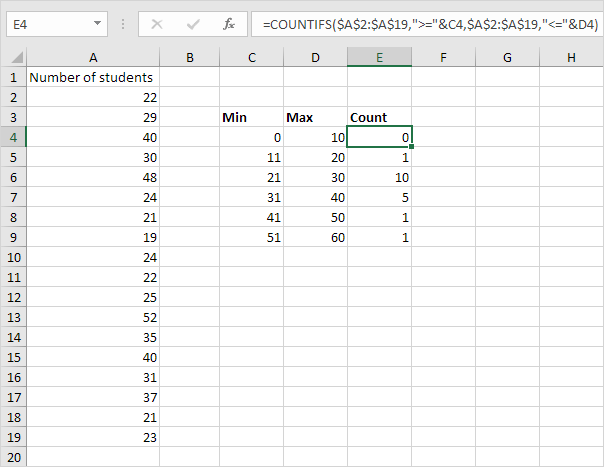 E4 fx =COUNTIFS($A$2:$A$19,">="&C4,$A$2:$A$19,"<="&D4)
A B C D E F G H
1 Number of students
2 22
3 29 Min Max Count
4 40 0 10 0
5 30 11 20 1
6 48 21 30 10
7 24 31 40 5
8 21 41 50 1
9 19 51 60 1
10 24
11 22
12 25
13 52
14 35
15 40
16 31
17 37
18 21
19 23
20